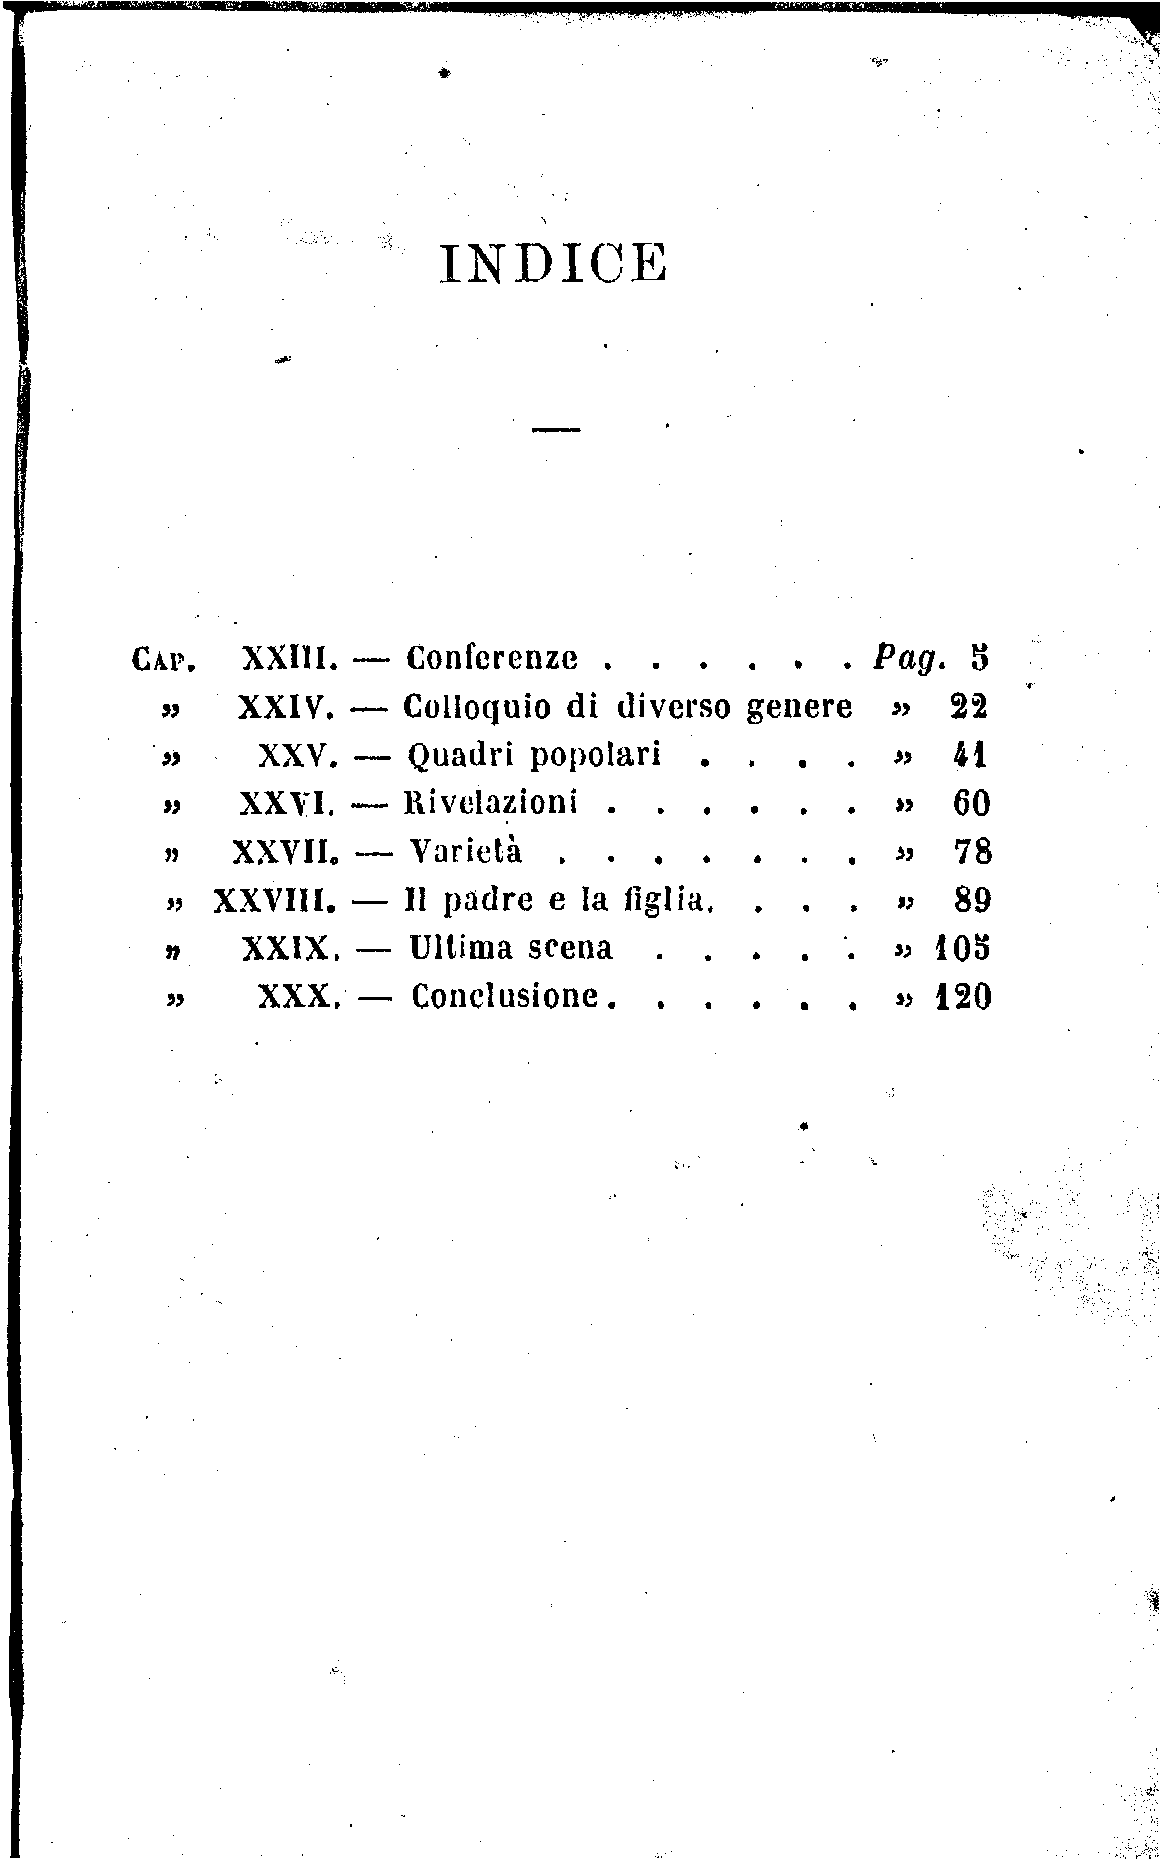 INDICE
CAP. XXIII. — Conferenze . . . . . . Pag. 5
„ XXIV. — Colloquio di diverso genere „ 22
„ XXV. — Quadri popolari . . . . „ 41
„ XXVI. — Rivelazioni . . . . . . „ 60
„ XXVII. — Varietà . . . . . . . „ 78
„ XXVIII. — Il padre e la figlia. . . . „ 89
„ XXIX. — Ultima scena . . . . . „ 105
„ XXX. — Conclusione. . . . . . „ 120